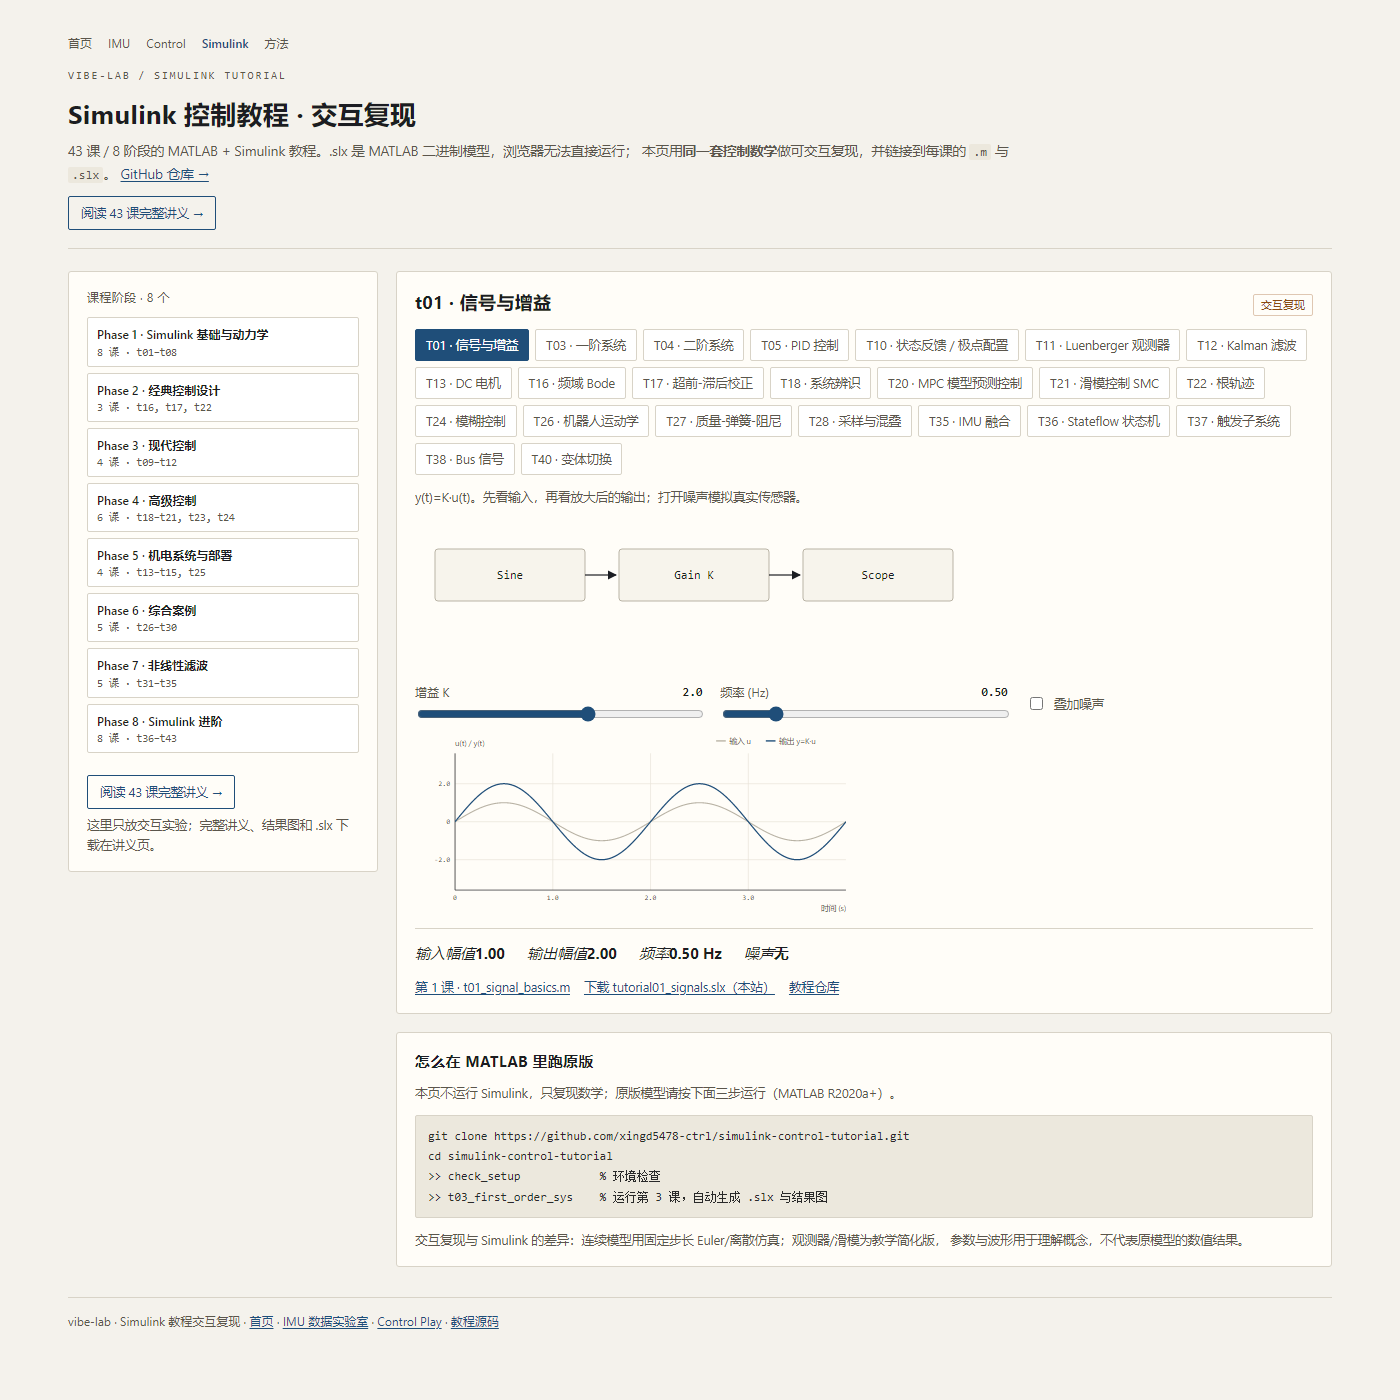 首页 IMU Control Simulink 方法
VIBE-LAB / SIMULINK TUTORIAL
Simulink 控制教程 · 交互复现
43 课 / 8 阶段的 MATLAB + Simulink 教程。.slx 是 MATLAB 二进制模型，浏览器无法直接运行； 本页用同一套控制数学做可交互复现，并链接到每课的 .m 与
.slx 。 GitHub 仓库 →
阅读 43 课完整讲义 →
课程阶段 · 8 个
Phase 1 · Simulink 基础与动力学
8 课 · t01–t08
Phase 2 · 经典控制设计
3 课 · t16, t17, t22
Phase 3 · 现代控制
4 课 · t09–t12
Phase 4 · 高级控制
6 课 · t18–t21, t23, t24
Phase 5 · 机电系统与部署
4 课 · t13–t15, t25
Phase 6 · 综合案例
5 课 · t26–t30
Phase 7 · 非线性滤波
5 课 · t31–t35
Phase 8 · Simulink 进阶
8 课 · t36–t43
阅读 43 课完整讲义 →
这里只放交互实验；完整讲义、结果图和 .slx 下
载在讲义页。
t01 · 信号与增益
交互复现
T01 · 信号与增益 T03 · 一阶系统 T04 · 二阶系统 T05 · PID 控制 T10 · 状态反馈 / 极点配置 T11 · Luenberger 观测器 T12 · Kalman 滤波
T13 · DC 电机 T16 · 频域 Bode T17 · 超前-滞后校正 T18 · 系统辨识 T20 · MPC 模型预测控制 T21 · 滑模控制 SMC T22 · 根轨迹
T24 · 模糊控制 T26 · 机器人运动学 T27 · 质量-弹簧-阻尼 T28 · 采样与混叠 T35 · IMU 融合 T36 · Stateflow 状态机 T37 · 触发子系统
T38 · Bus 信号 T40 · 变体切换
y(t)=K·u(t)。先看输入，再看放大后的输出；打开噪声模拟真实传感器。
Sine Gain K Scope
增益 K 2.0 频率 (Hz) 0.50 叠加噪声
u(t) / y(t) 输入 u 输出 y=K·u
2.0
0
-2.0
0 1.0 2.0 3.0
时间 (s)
输入幅值1.00 输出幅值2.00 频率0.50 Hz 噪声无
第 1 课 · t01_signal_basics.m 下载 tutorial01_signals.slx（本站） 教程仓库
怎么在 MATLAB 里跑原版
本页不运行 Simulink，只复现数学；原版模型请按下面三步运行（MATLAB R2020a+）。
git clone https://github.com/xingd5478-ctrl/simulink-control-tutorial.git
cd simulink-control-tutorial
>> check_setup % 环境检查
>> t03_first_order_sys % 运行第 3 课，自动生成 .slx 与结果图
交互复现与 Simulink 的差异：连续模型用固定步长 Euler/离散仿真；观测器/滑模为教学简化版， 参数与波形用于理解概念，不代表原模型的数值结果。
vibe-lab · Simulink 教程交互复现 · 首页 · IMU 数据实验室 · Control Play · 教程源码